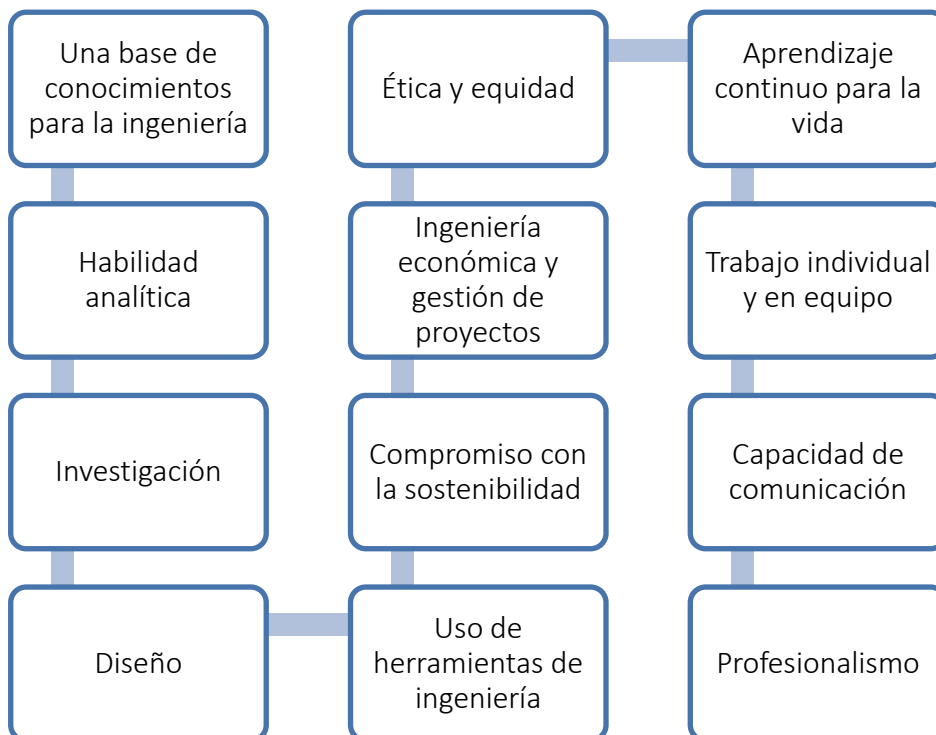 Una base de
conocimientos
para la ingeniería
Habilidad
analítica
Investigación
Diseño
Uso de
herramientas de
ingeniería
Compromiso con
la sostenibilidad
Ingeniería
económica y
gestión de
proyectos
Ética y equidad
Aprendizaje
continuo para la
vida
Trabajo individual
y en equipo
Capacidad de
comunicación
Profesionalismo